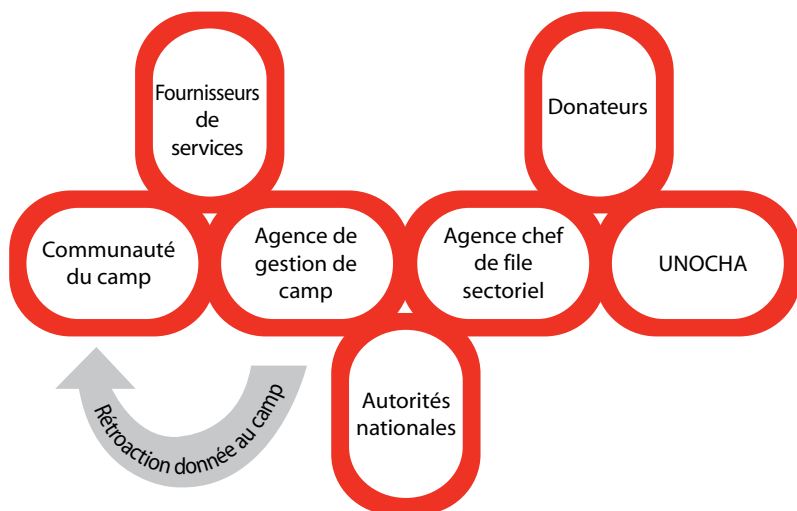 Fournisseurs
de
services
Donateurs
Communauté
du camp
Agence de
gestion de
camp
Agence chef
de file
sectoriel
UNOCHA
Autorités
nationales
Rétroaction donnée au camp